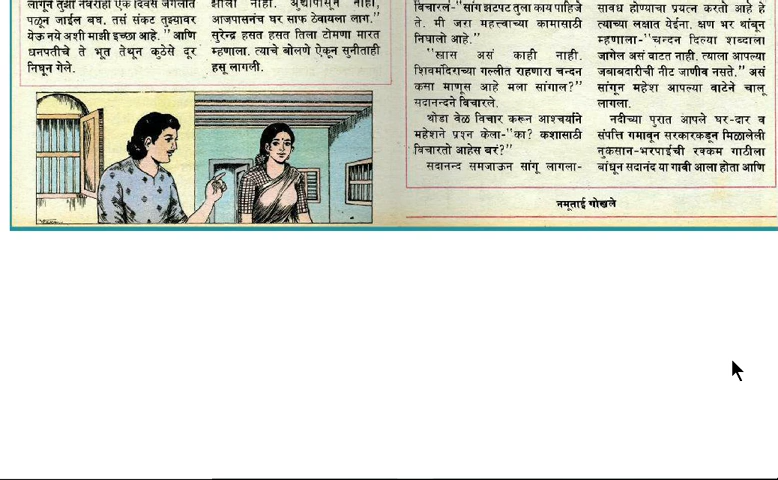 लागून तुझा नवराही एक दिवस जंगलात
पळून जाईल बघ. तसं संकट तुझ्यावर
येऊ नये अशी माझी इच्छा आहे." आणि
धनपतीचे ते भूत तेथून कुठेसे दूर
निघून गेले.
झाला नाही. उद्यापासून नाही,
आजपासनंच घर साफ ठेवायला लाग."
सुरेन्द्र हसत हसत तिला टोमणा मारत
म्हणाला. त्याचे बोलणे ऐकून सुनीताही
हसू लागली.
विचारलं-"सांग झटपट तुला काय पाहिजे
ते. मी जरा महत्त्वाच्या कामासाठी
निघालो आहे."
"खास असं काही नाही.
शिवमंदिराच्या गल्लीत राहणारा चन्दन
कसा माणूस आहे मला सांगाल?"
सदानन्दने विचारले.
थोडा वेळ विचार करून आश्चर्याने
महेशने प्रश्न केला-"का? कशासाठी
विचारतो आहेस बरं?"
सदानन्द समजाऊन सांगू लागला-
सावध होण्याचा प्रयत्न करतो आहे हे
त्याच्या लक्षात येईना. क्षण भर थांबून
म्हणाला-"चन्दन दिल्या शब्दाला
जागेल असं वाटत नाही. त्याला आपल्या
जबाबदारीची नीट जाणीव नसते." असं
सांगून महेश आपल्या वाटेने चालू
लागला.
नदीच्या पुरात आपले घर-दार व
संपत्ति गमावून सरकारकडून मिळालेली
नुकसान-भरपाईची रक्कम गाठीला
बांधून सदानंद या गावी आला होता आणि
नमूताई गोखले